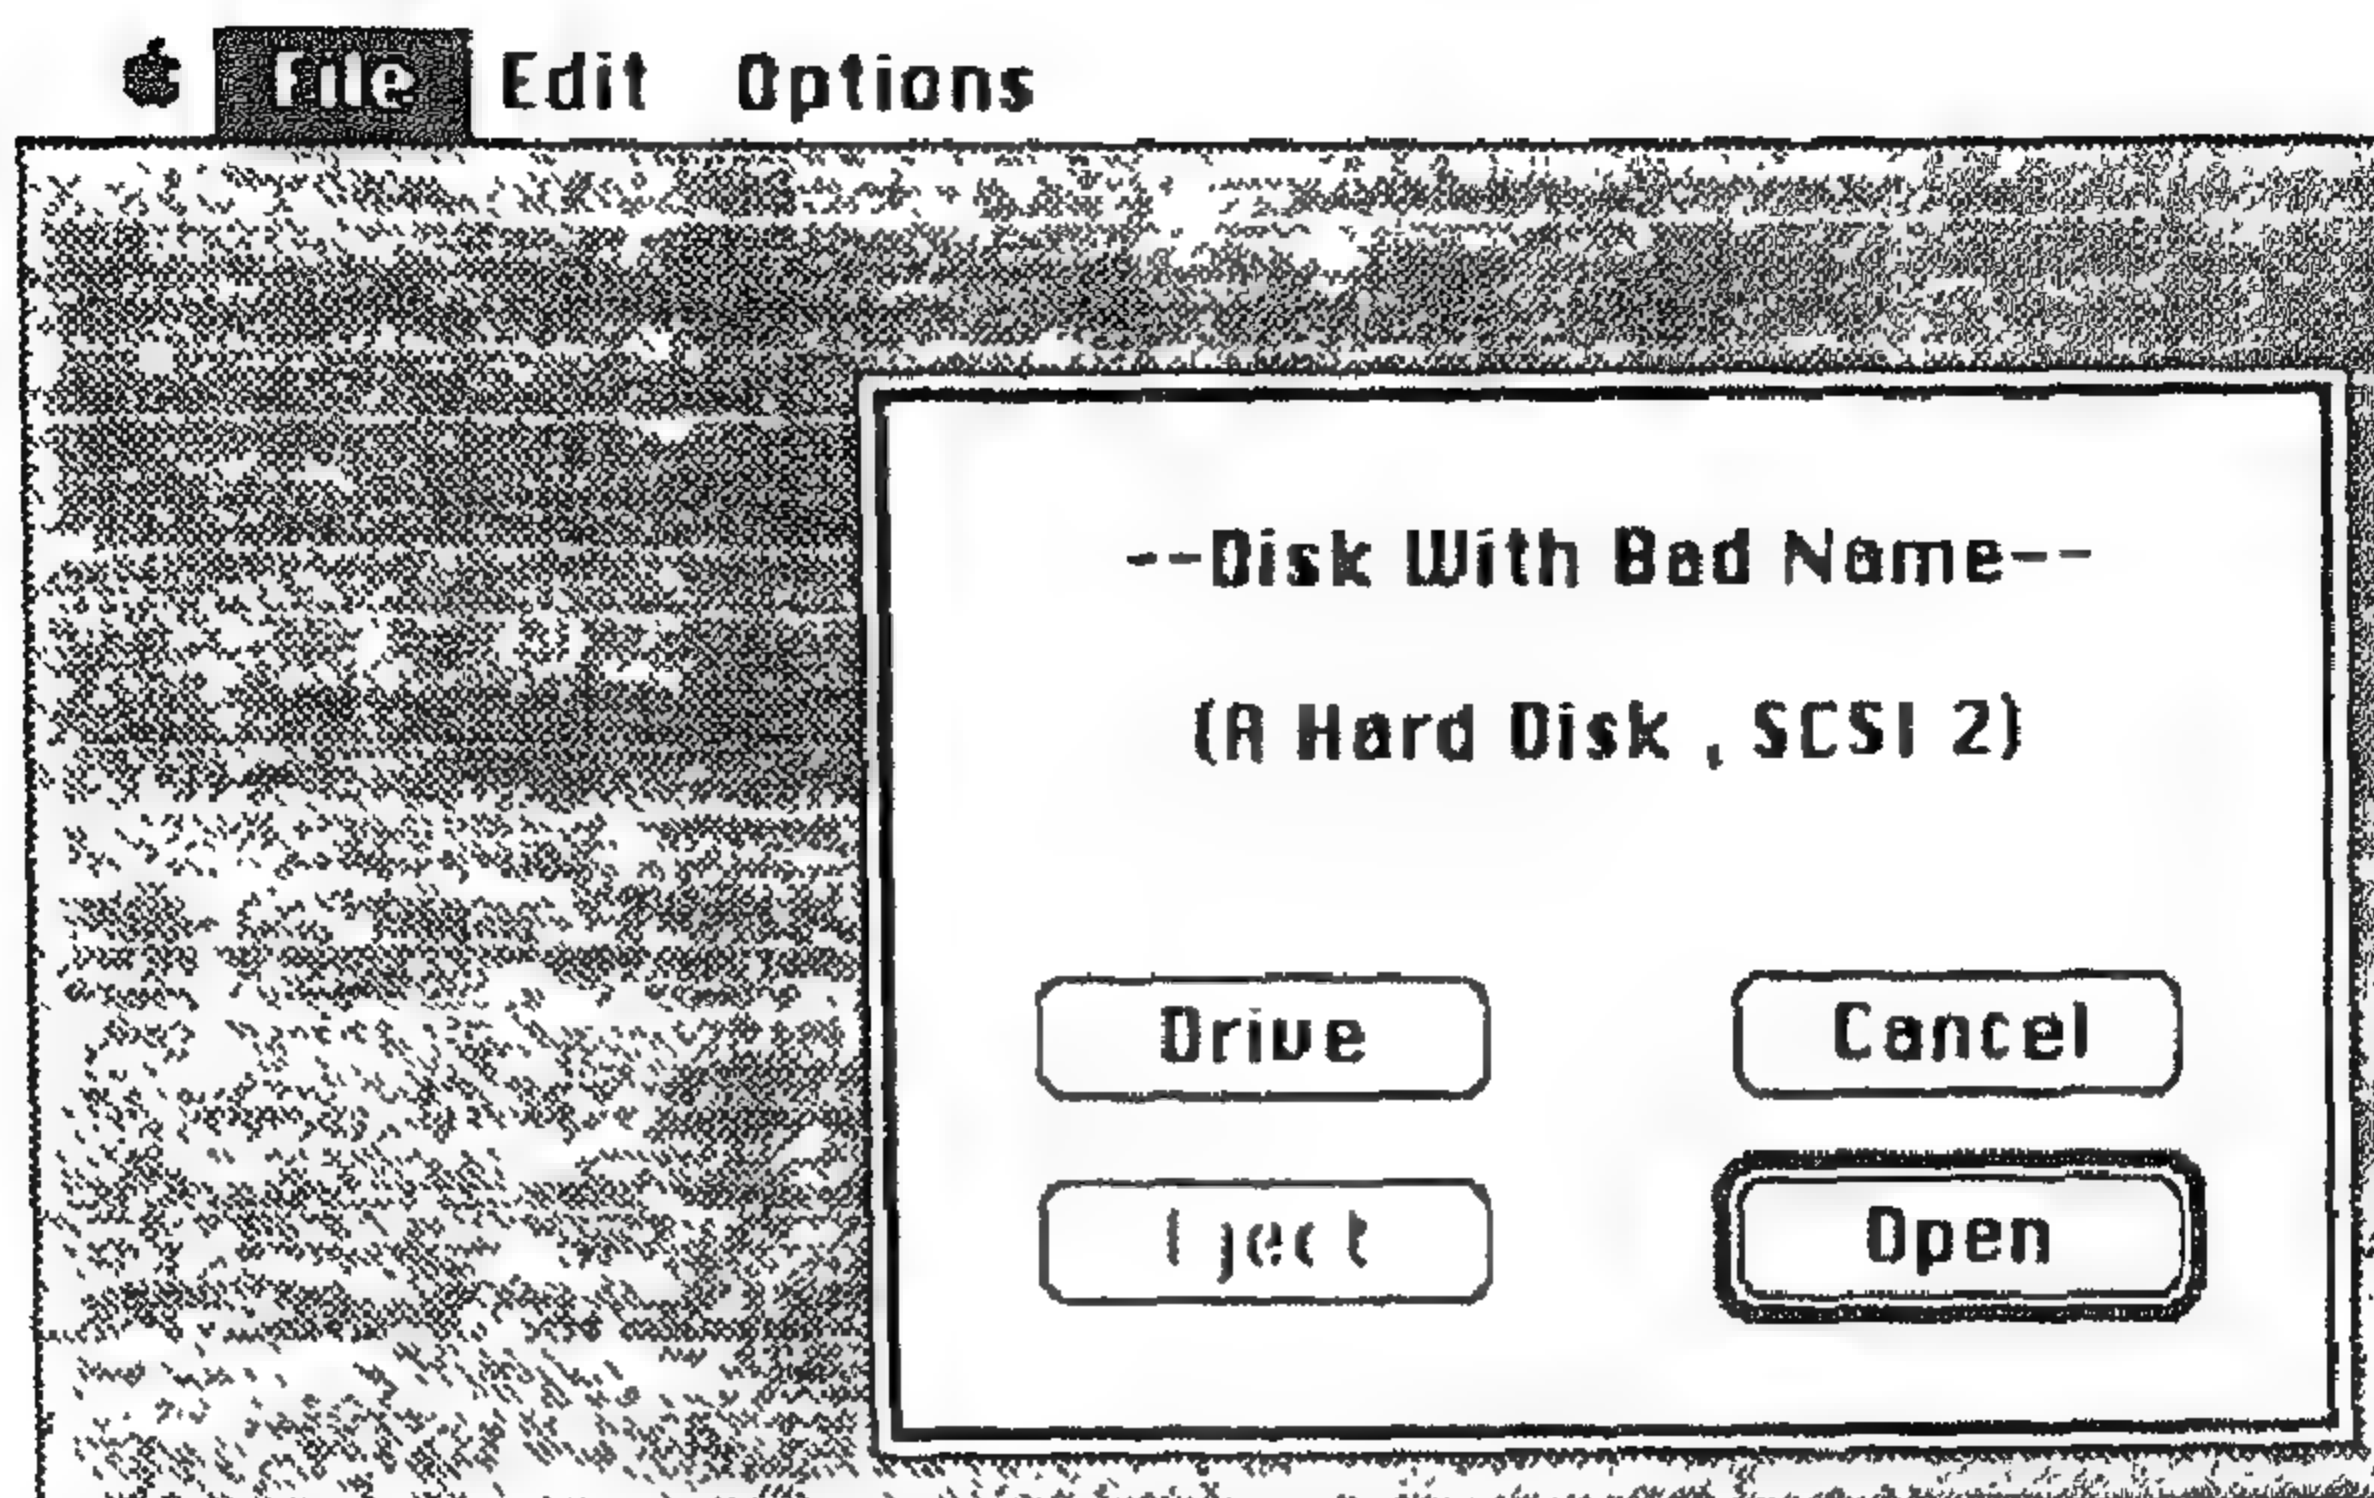 File Edit Options
--Disk With Bad Name--
(A Hard Disk , SCSI 2)
Drive
Cancel
Eject
Open